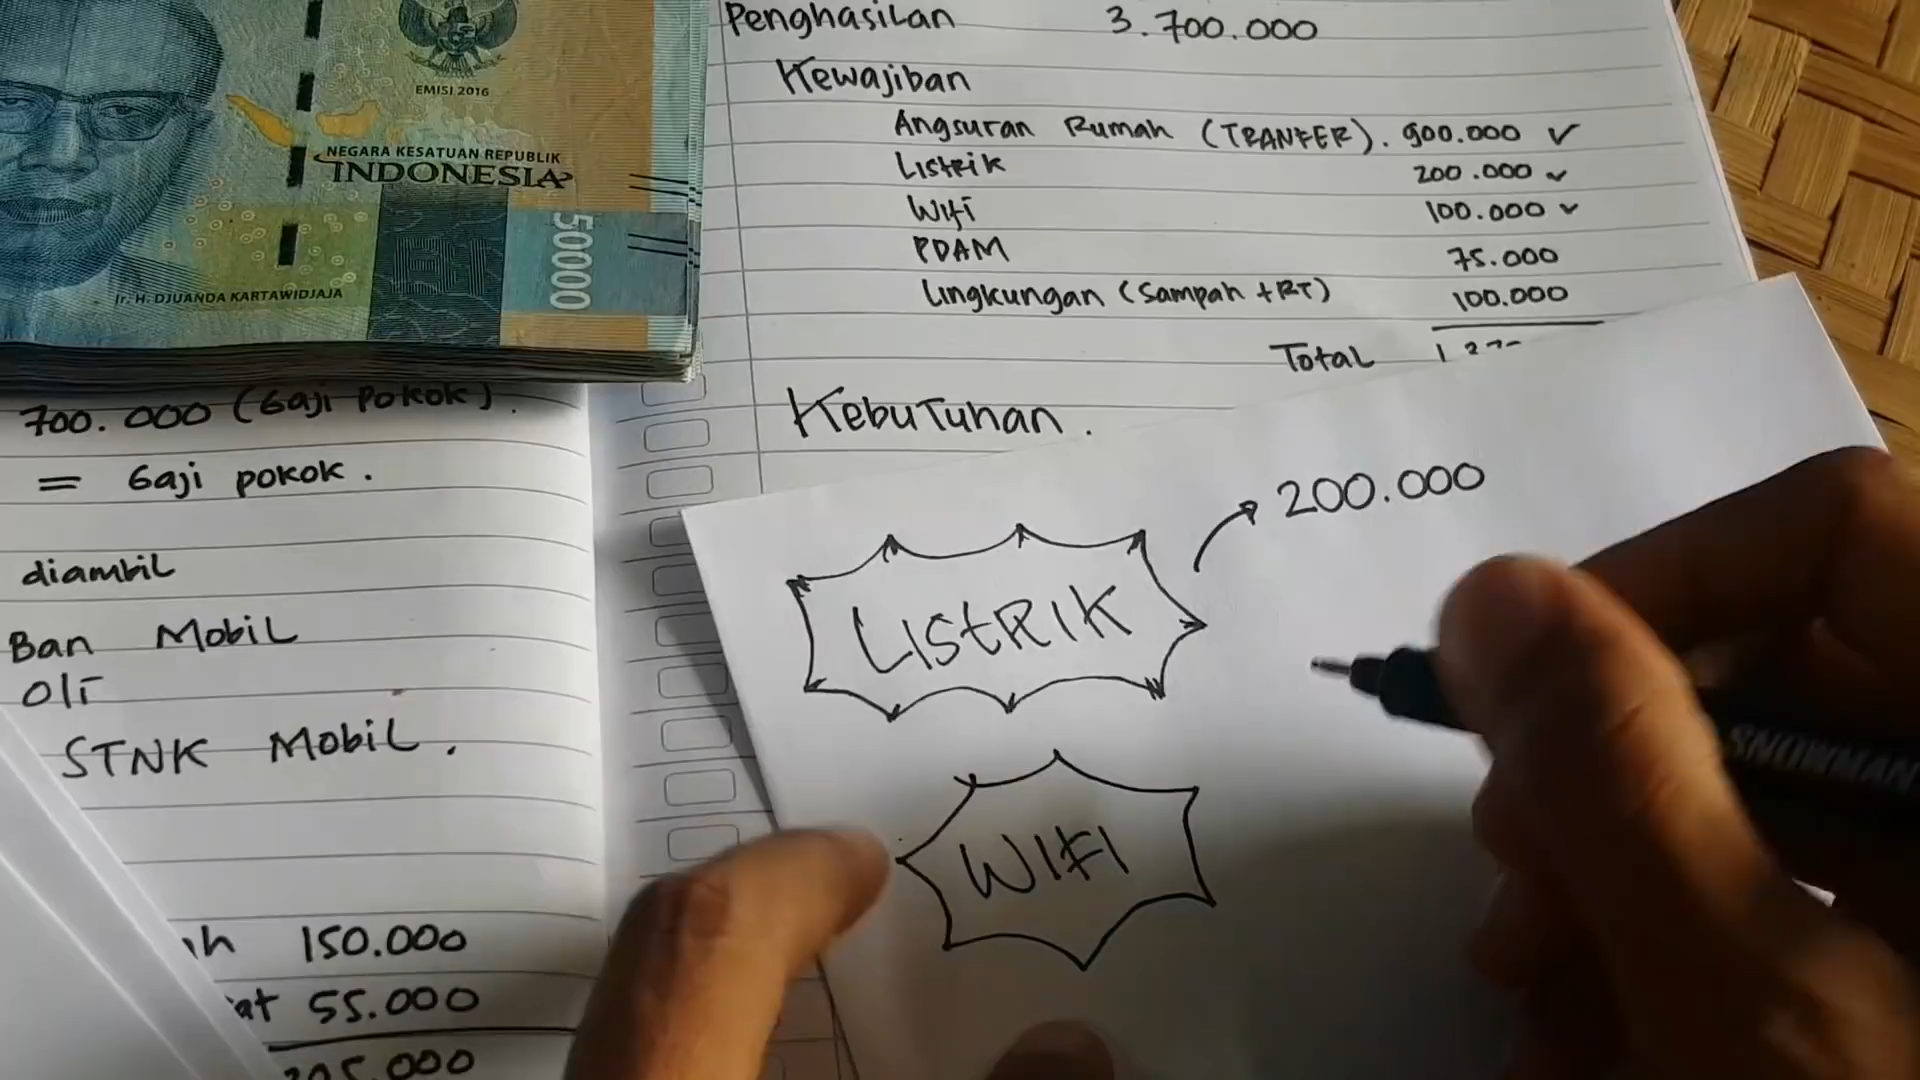 EMISI 2016
NEGARA KESATUAN REPUBLIK
INDONESIA
50000
Ir. H. DJUANDA KARTAWIDJAJA
Penghasilan 3.700.000
Kewajiban
Angsuran Rumah (TRANFER). 900.000 ✓
Listrik 200.000 ✓
Wifi 100.000 ✓
PDAM 75.000
Lingkungan (Sampah + RT) 100.000
Total
Kebutuhan.
700.000 (Gaji Pokok).
= Gaji pokok.
diambil
Ban Mobil
Oli
STNK Mobil.
150.000
55.000
LISTRIK
200.000
WIFI
SNOWMAN